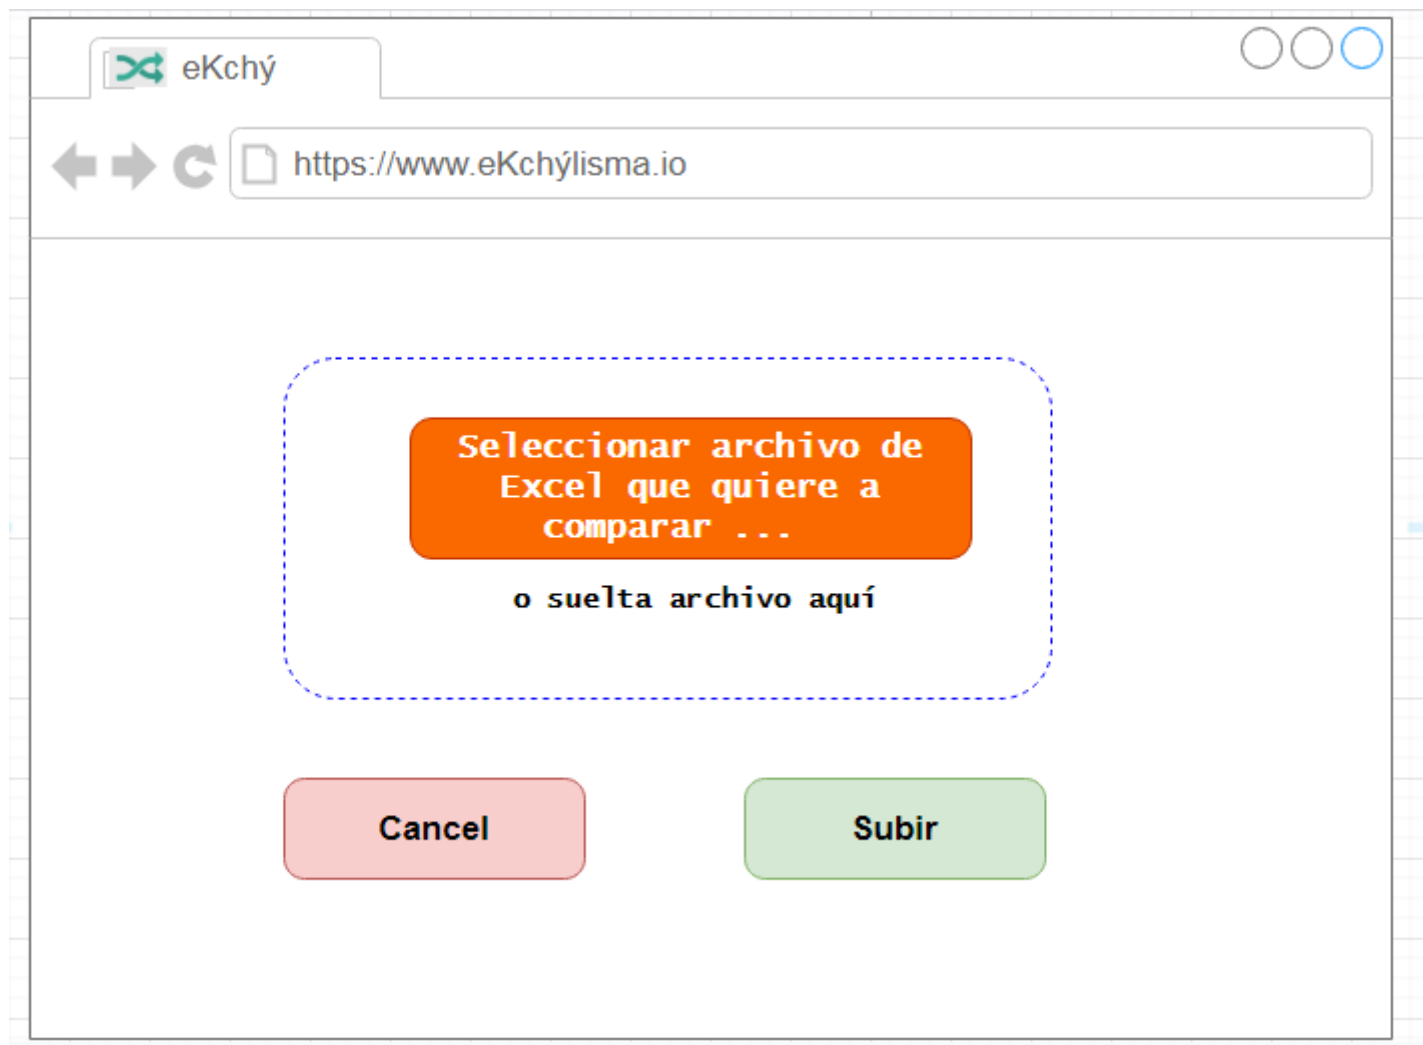 eKchý
https://www.eKchýlisma.io
Seleccionar archivo de
Excel que quiere a
comparar ...
o suelta archivo aquí
Cancel
Subir